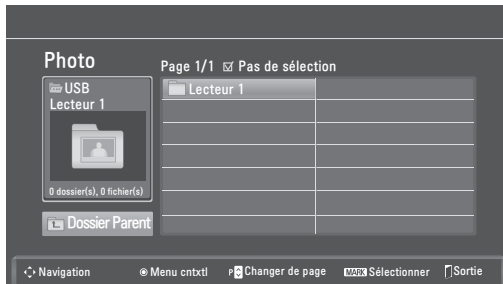 Photo
Page 1/1 ☑ Pas de sélection
USB
Lecteur 1
0 dossier(s), 0 fichier(s)
Dossier Parent
Lecteur 1
Navigation Menu cntxtl P Changer de page MARK Sélectionner Sortie